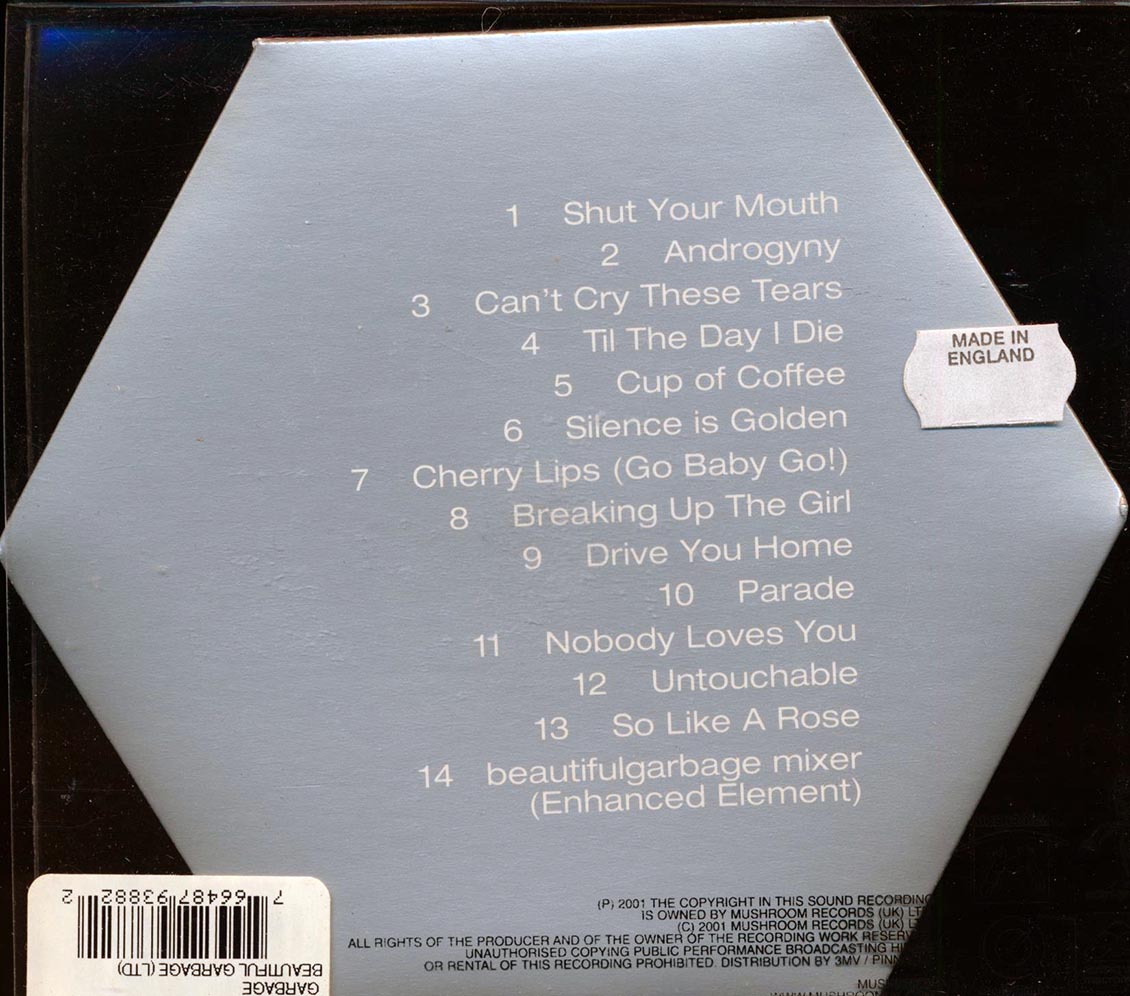 1 Shut Your Mouth
2 Androgyny
3 Can't Cry These Tears
4 Til The Day I Die
5 Cup of Coffee
6 Silence is Golden
7 Cherry Lips (Go Baby Go!)
8 Breaking Up The Girl
9 Drive You Home
10 Parade
11 Nobody Loves You
12 Untouchable
13 So Like A Rose
14 beautifulgarbage mixer
(Enhanced Element)
MADE IN
ENGLAND
(P) 2001 THE COPYRIGHT IN THIS SOUND RECORDING
IS OWNED BY MUSHROOM RECORDS (UK)
(C) 2001 MUSHROOM RECORDS (UK)
ALL RIGHTS OF THE PRODUCER AND OF THE OWNER OF THE RECORDING WORK
UNAUTHORISED COPYING PUBLIC PERFORMANCE BROADCASTING
OR RENTAL OF THIS RECORDING PROHIBITED. DISTRIBUTION BY 3MV /
GARBAGE
BEAUTIFUL GARBAGE (LTD)
7 66487 93882 2